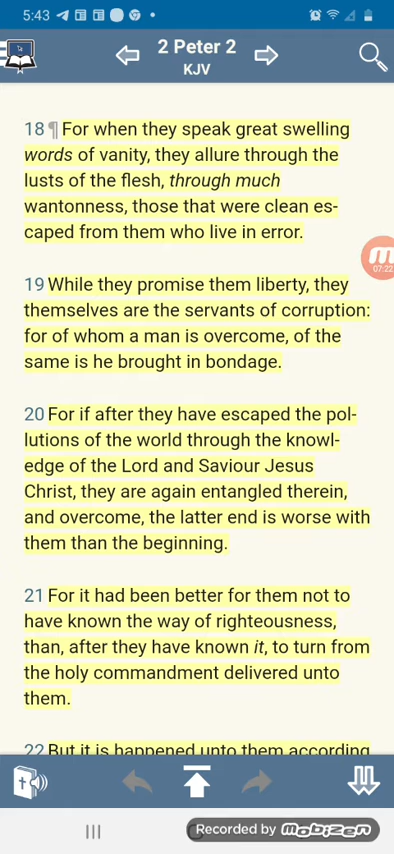 5:43
2 Peter 2
KJV
18 ¶ For when they speak great swelling
words of vanity, they allure through the
lusts of the flesh, through much
wantonness, those that were clean es-
caped from them who live in error.
07:22
19 While they promise them liberty, they
themselves are the servants of corruption:
for of whom a man is overcome, of the
same is he brought in bondage.
20 For if after they have escaped the pol-
lutions of the world through the knowl-
edge of the Lord and Saviour Jesus
Christ, they are again entangled therein,
and overcome, the latter end is worse with
them than the beginning.
21 For it had been better for them not to
have known the way of righteousness,
than, after they have known it, to turn from
the holy commandment delivered unto
them.
22 But it is happened unto them according
Recorded by mobizen